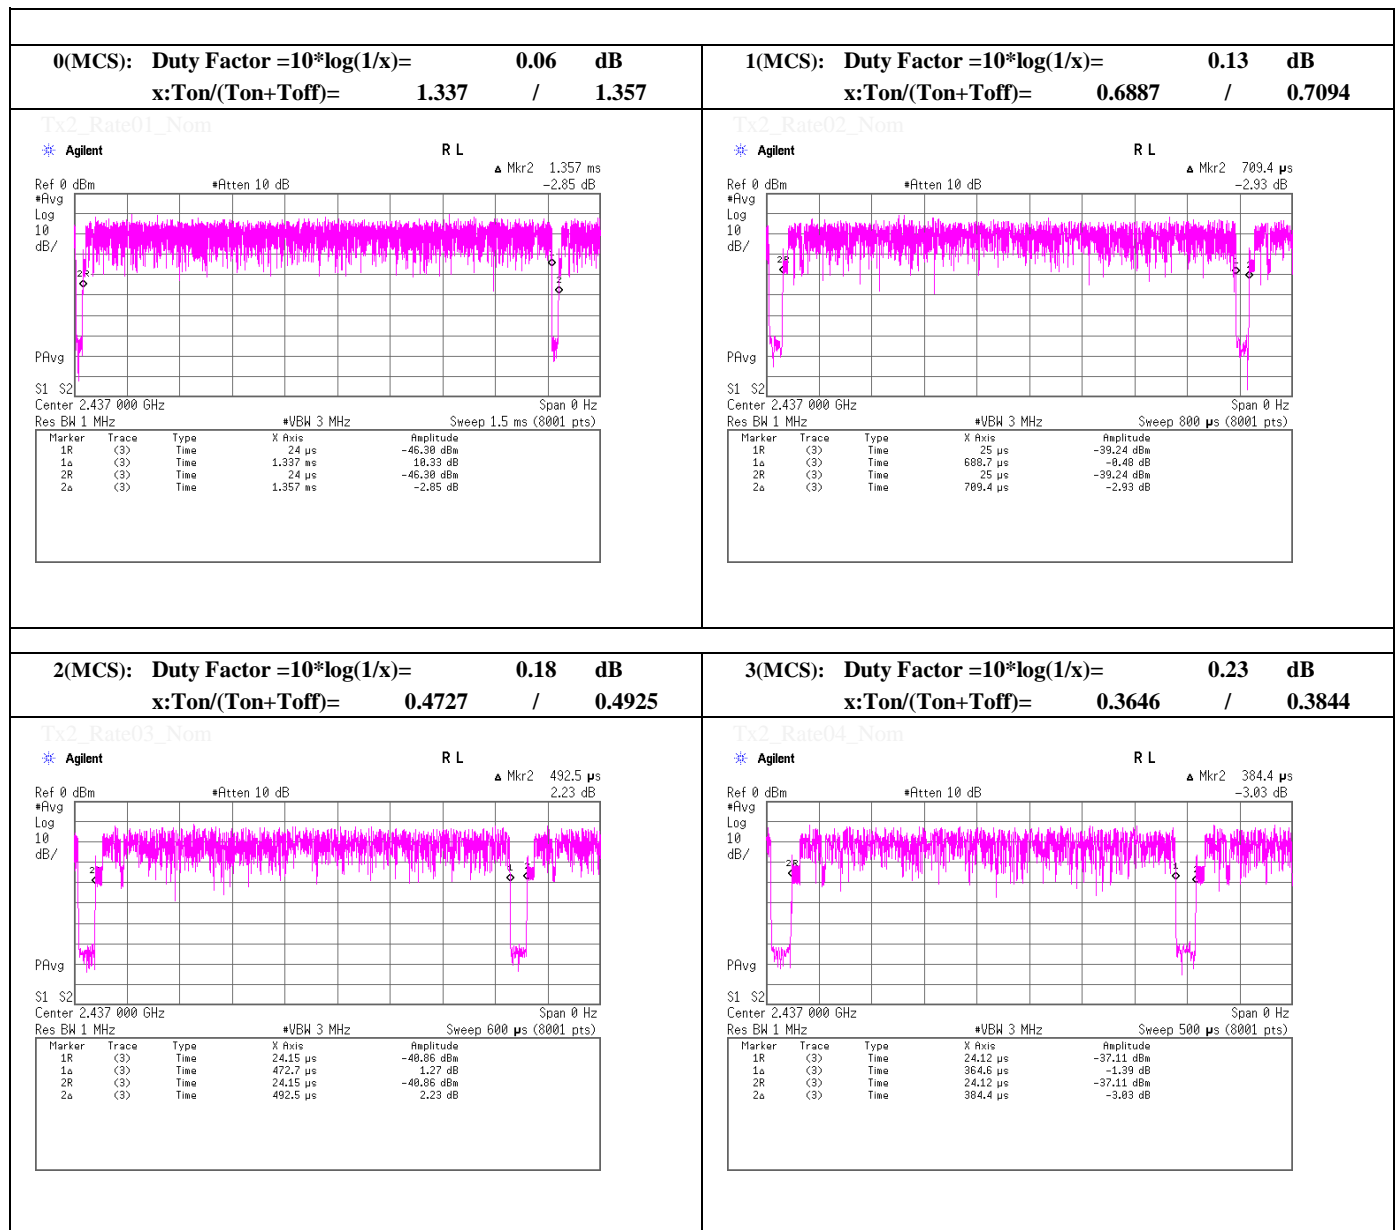 0(MCS): Duty Factor =10*log(1/x)= 0.06 dB
x:Ton/(Ton+Toff)= 1.337 / 1.357
Tx2_Rate01_Nom
Agilent R L
Δ Mkr2 1.357 ms
Ref 0 dBm #Atten 10 dB -2.85 dB
#Avg
Log
10
dB/
2R
1
2
PAvg
S1 S2
Center 2.437 000 GHz Span 0 Hz
Res BW 1 MHz #VBW 3 MHz Sweep 1.5 ms (8001 pts)
Marker Trace Type X Axis Amplitude
1R (3) Time 24 µs -46.30 dBm
1Δ (3) Time 1.337 ms 10.33 dB
2R (3) Time 24 µs -46.30 dBm
2Δ (3) Time 1.357 ms -2.85 dB
1(MCS): Duty Factor =10*log(1/x)= 0.13 dB
x:Ton/(Ton+Toff)= 0.6887 / 0.7094
Tx2_Rate02_Nom
Agilent R L
Δ Mkr2 709.4 µs
Ref 0 dBm #Atten 10 dB -2.93 dB
#Avg
Log
10
dB/
2R
1
2
PAvg
S1 S2
Center 2.437 000 GHz Span 0 Hz
Res BW 1 MHz #VBW 3 MHz Sweep 800 µs (8001 pts)
Marker Trace Type X Axis Amplitude
1R (3) Time 25 µs -39.24 dBm
1Δ (3) Time 688.7 µs -0.48 dB
2R (3) Time 25 µs -39.24 dBm
2Δ (3) Time 709.4 µs -2.93 dB
2(MCS): Duty Factor =10*log(1/x)= 0.18 dB
x:Ton/(Ton+Toff)= 0.4727 / 0.4925
Tx2_Rate03_Nom
Agilent R L
Δ Mkr2 492.5 µs
Ref 0 dBm #Atten 10 dB 2.23 dB
#Avg
Log
10
dB/
2
1
2
PAvg
S1 S2
Center 2.437 000 GHz Span 0 Hz
Res BW 1 MHz #VBW 3 MHz Sweep 600 µs (8001 pts)
Marker Trace Type X Axis Amplitude
1R (3) Time 24.15 µs -40.86 dBm
1Δ (3) Time 472.7 µs 1.27 dB
2R (3) Time 24.15 µs -40.86 dBm
2Δ (3) Time 492.5 µs 2.23 dB
3(MCS): Duty Factor =10*log(1/x)= 0.23 dB
x:Ton/(Ton+Toff)= 0.3646 / 0.3844
Tx2_Rate04_Nom
Agilent R L
Δ Mkr2 384.4 µs
Ref 0 dBm #Atten 10 dB -3.03 dB
#Avg
Log
10
dB/
2R
1
2
PAvg
S1 S2
Center 2.437 000 GHz Span 0 Hz
Res BW 1 MHz #VBW 3 MHz Sweep 500 µs (8001 pts)
Marker Trace Type X Axis Amplitude
1R (3) Time 24.12 µs -37.11 dBm
1Δ (3) Time 364.6 µs -1.39 dB
2R (3) Time 24.12 µs -37.11 dBm
2Δ (3) Time 384.4 µs -3.03 dB